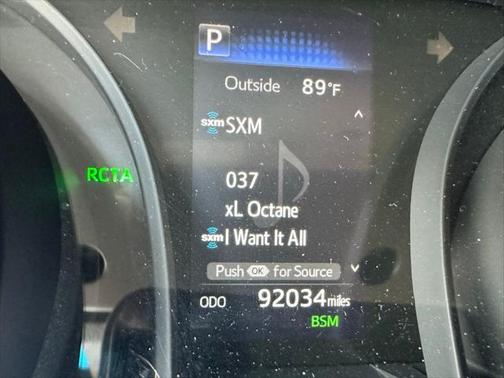 P
Outside 89°F
sxm SXM
RCTA
037
xL Octane
sxm I Want It All
Push OK for Source
ODO 92034 miles
BSM